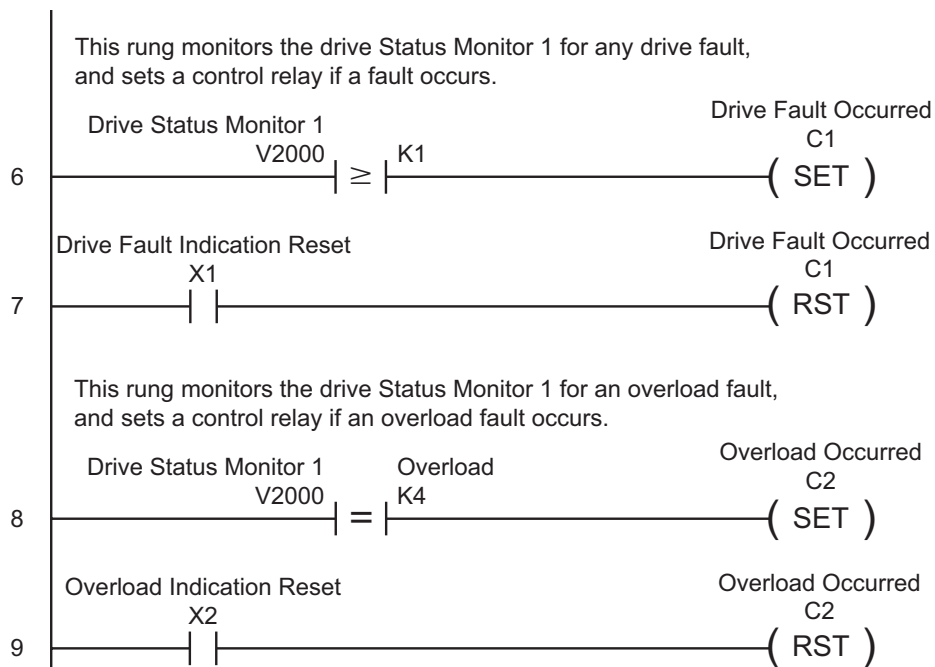 This rung monitors the drive Status Monitor 1 for any drive fault,
and sets a control relay if a fault occurs.
Drive Status Monitor 1
V2000
≥
K1
Drive Fault Occurred
C1
( SET )
6
Drive Fault Indication Reset
X1
Drive Fault Occurred
C1
( RST )
7
This rung monitors the drive Status Monitor 1 for an overload fault,
and sets a control relay if an overload fault occurs.
Drive Status Monitor 1
V2000
=
Overload
K4
Overload Occurred
C2
( SET )
8
Overload Indication Reset
X2
Overload Occurred
C2
( RST )
9